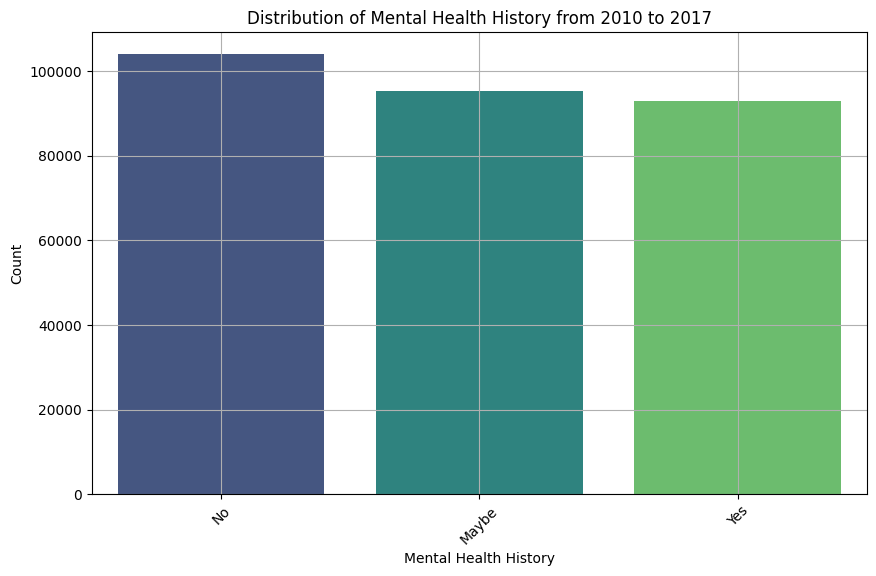 Distribution of Mental Health History from 2010 to 2017
100000
80000
60000
40000
20000
0
Count
No
Maybe
Yes
Mental Health History